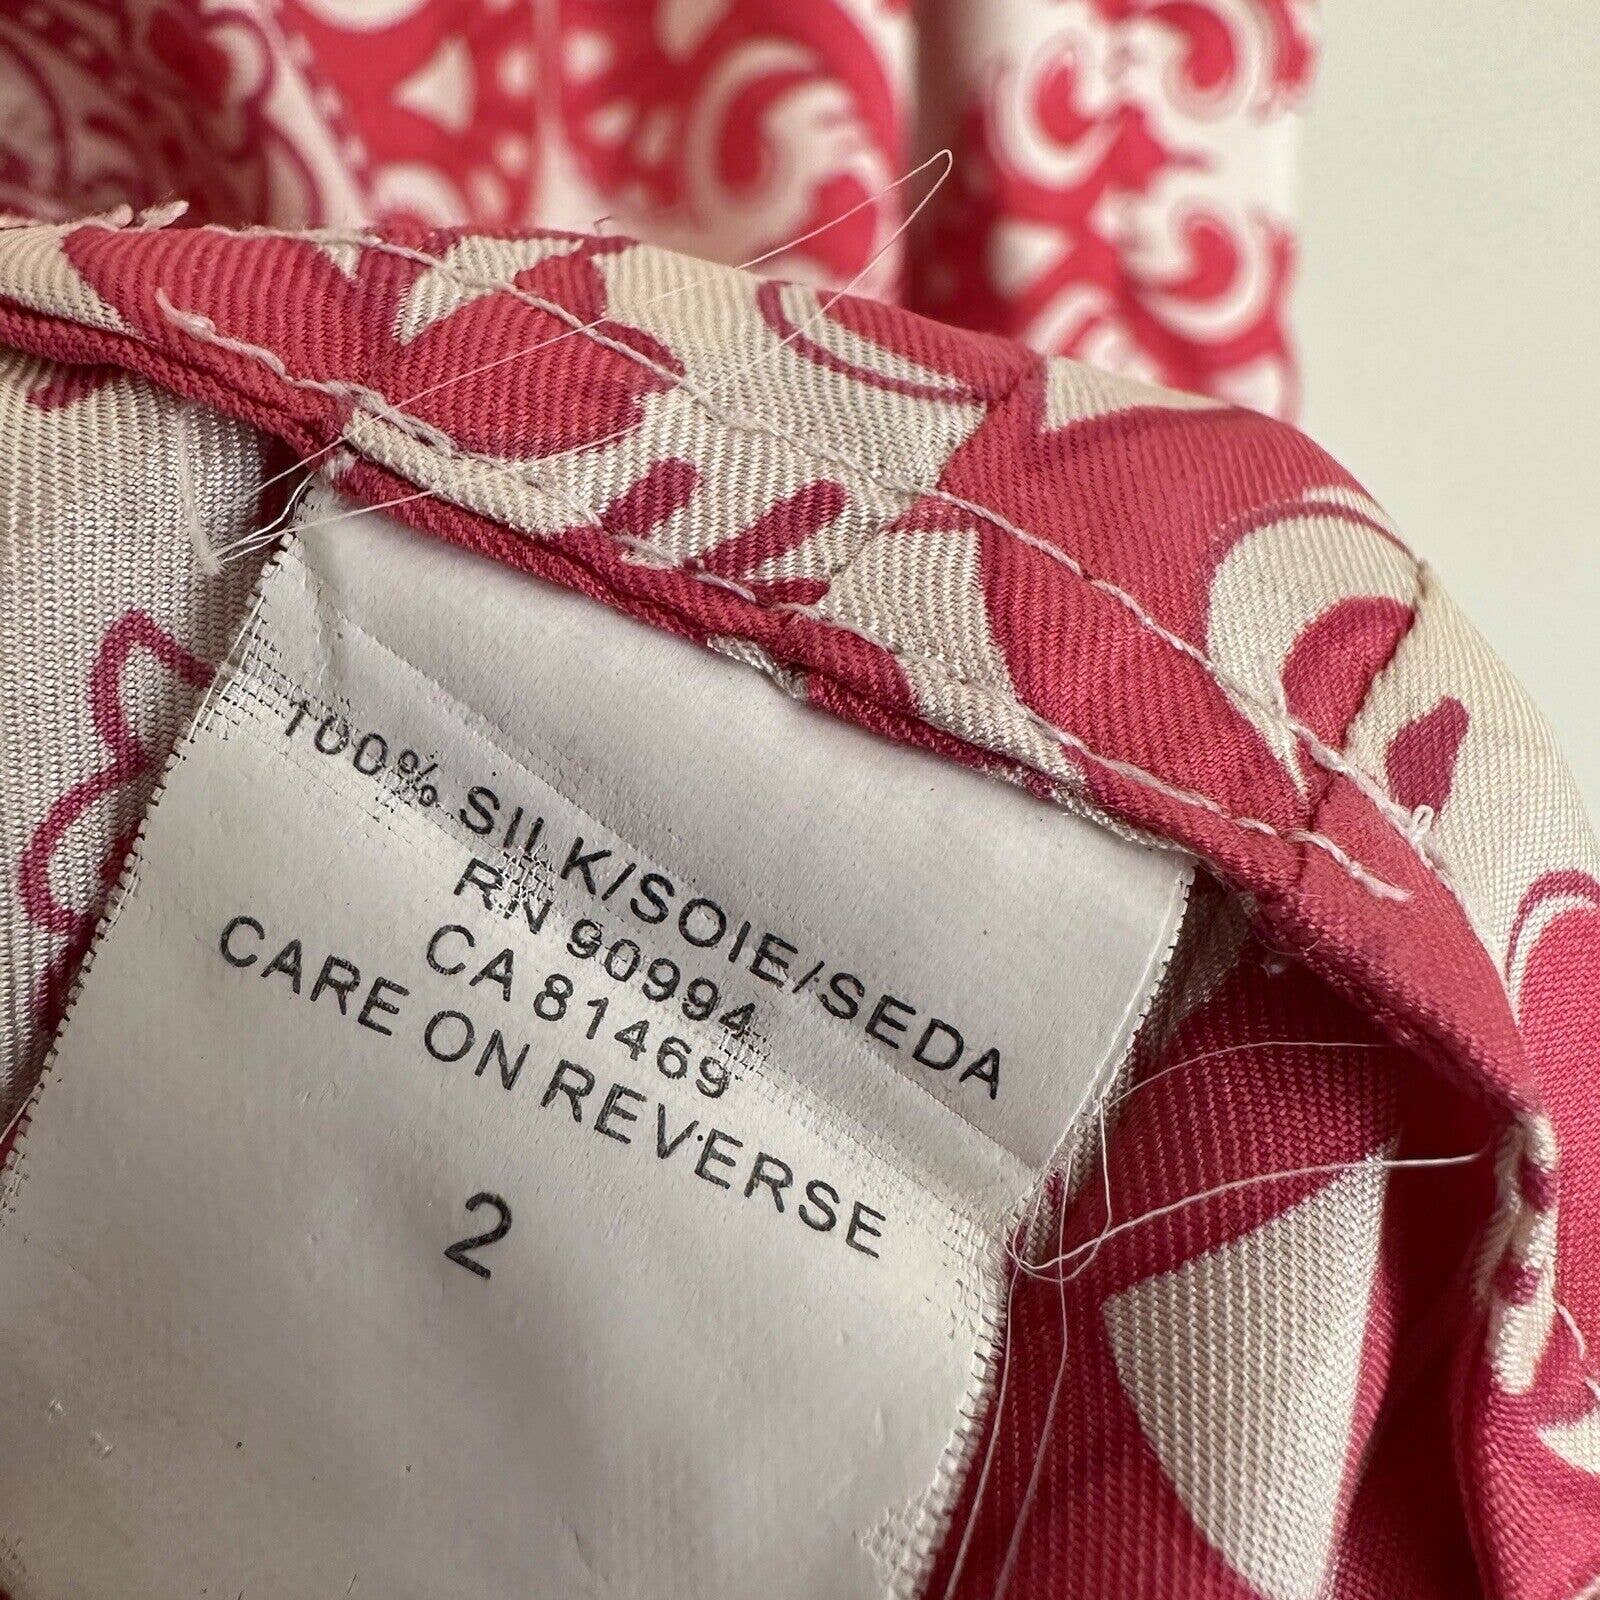 100% SILK/SOIE/SEDA
RN 90994
CA 81469
CARE ON REVERSE
2